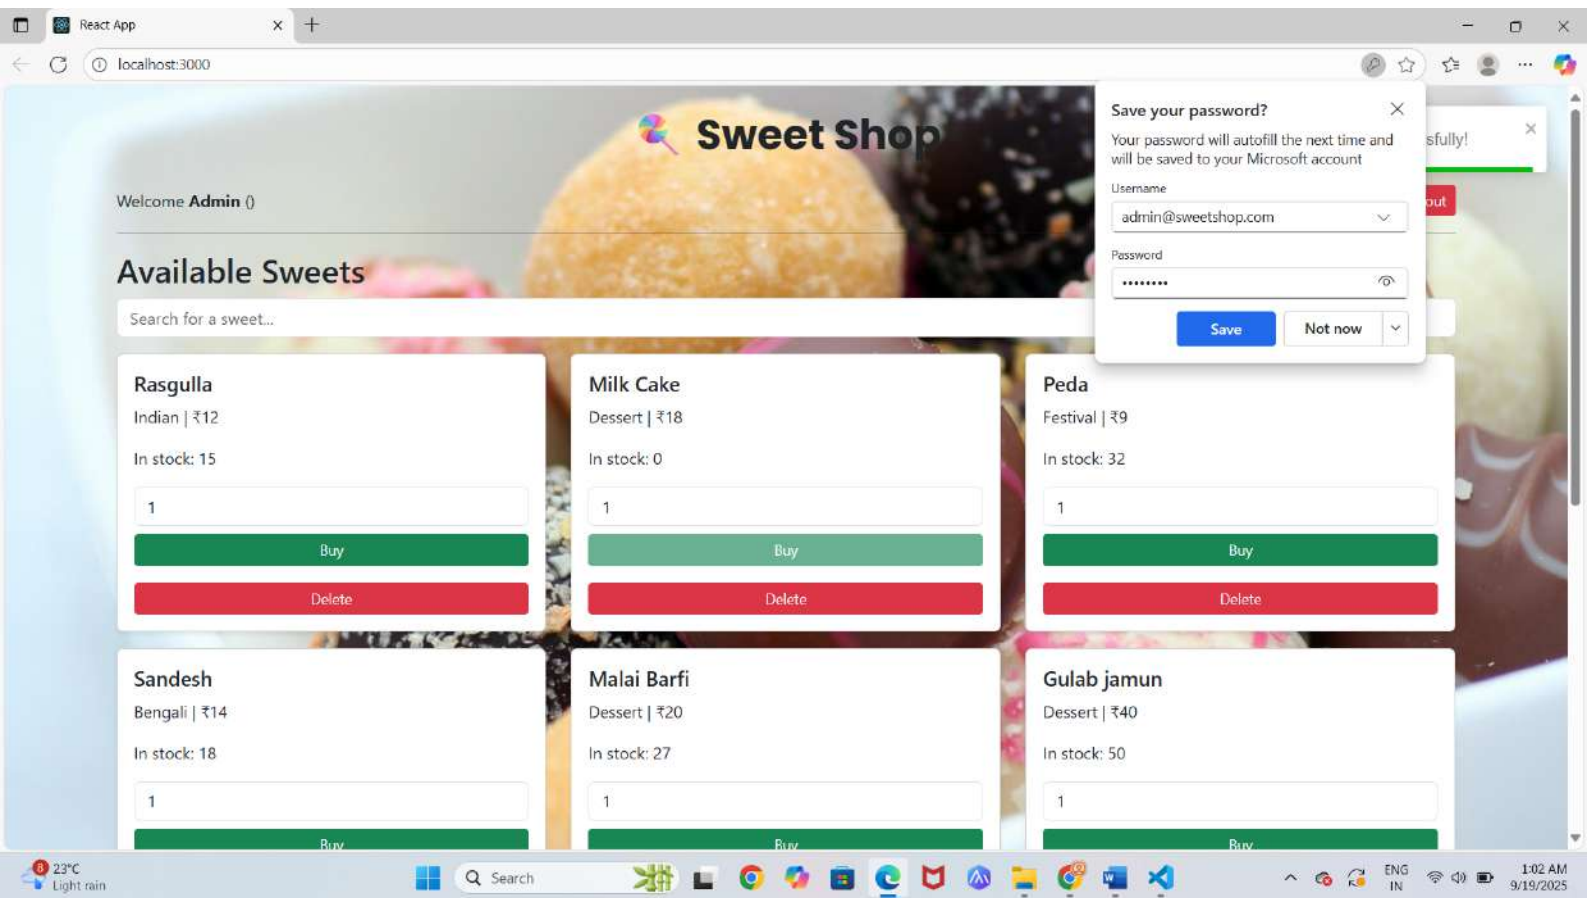 React App
localhost:3000
Sweet Shop
Save your password?
Your password will autofill the next time and
will be saved to your Microsoft account
Username
admin@sweetshop.com
Password
••••••••
Save
Not now
sfully!
out
Welcome Admin ()
Available Sweets
Search for a sweet...
Rasgulla
Indian | ₹12
In stock: 15
1
Buy
Delete
Milk Cake
Dessert | ₹18
In stock: 0
1
Buy
Delete
Peda
Festival | ₹9
In stock: 32
1
Buy
Delete
Sandesh
Bengali | ₹14
In stock: 18
1
Buy
Malai Barfi
Dessert | ₹20
In stock: 27
1
Buy
Gulab jamun
Dessert | ₹40
In stock: 50
1
Buy
8
23°C
Light rain
Search
ENG
IN
1:02 AM
9/19/2025